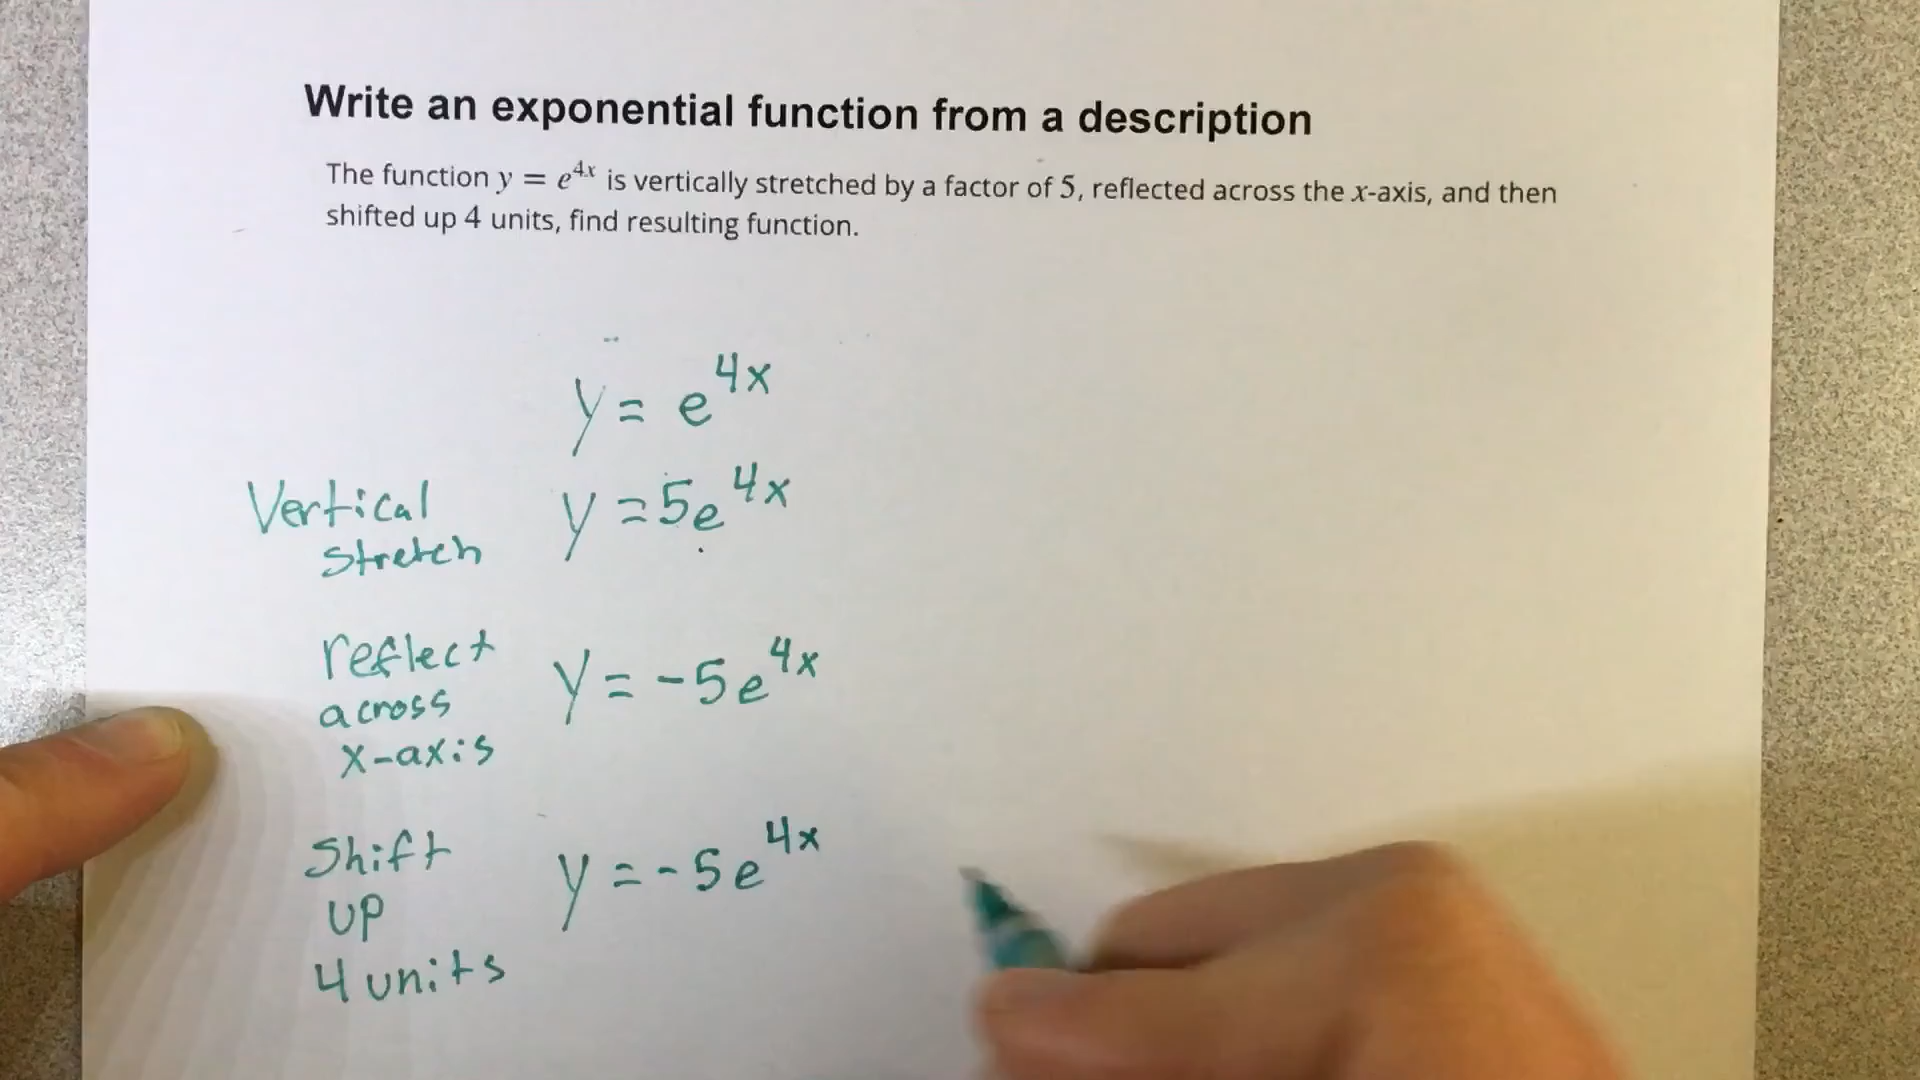 Write an exponential function from a description
The function y = e^{4x} is vertically stretched by a factor of 5, reflected across the x-axis, and then
shifted up 4 units, find resulting function.
y = e^{4x}
Vertical
stretch
y = 5e^{4x}
reflect
across
x-axis
y = -5e^{4x}
Shift
up
4 units
y = -5e^{4x}